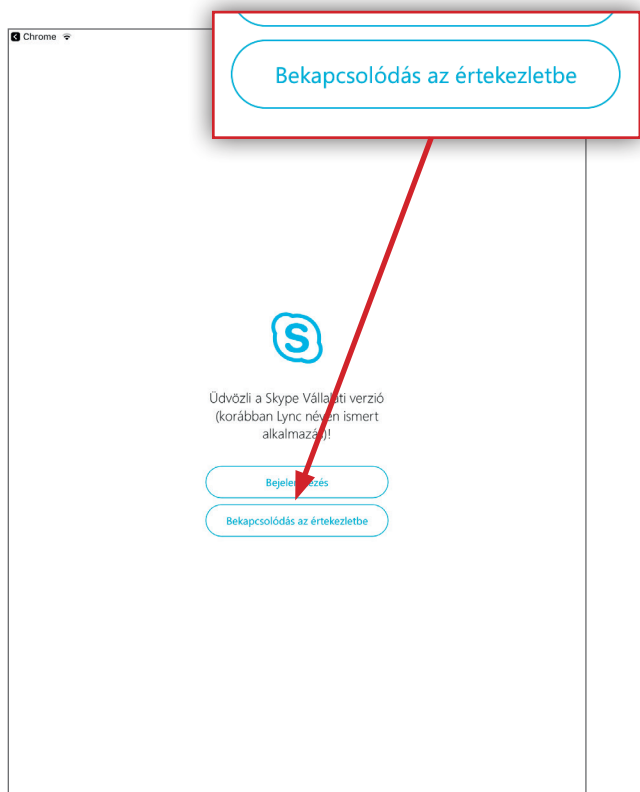 Chrome
Bekapcsolódás az értekezletbe
Üdvözli a Skype Vállalati verzió
(korábban Lync néven ismert
alkalmazás)!
Bejelentkezés
Bekapcsolódás az értekezletbe